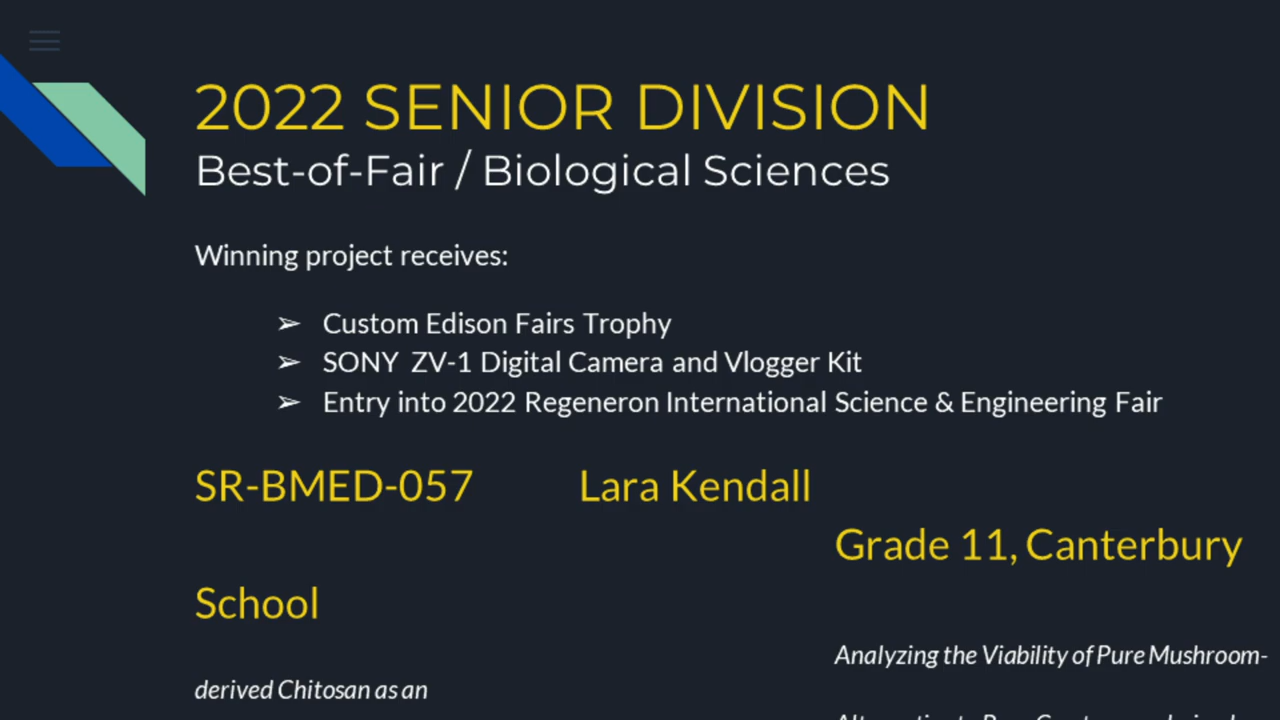 2022 SENIOR DIVISION
Best-of-Fair / Biological Sciences
Winning project receives:
➢ Custom Edison Fairs Trophy
➢ SONY ZV-1 Digital Camera and Vlogger Kit
➢ Entry into 2022 Regeneron International Science & Engineering Fair
SR-BMED-057 Lara Kendall
Grade 11, Canterbury
School
Analyzing the Viability of Pure Mushroom-
derived Chitosan as an